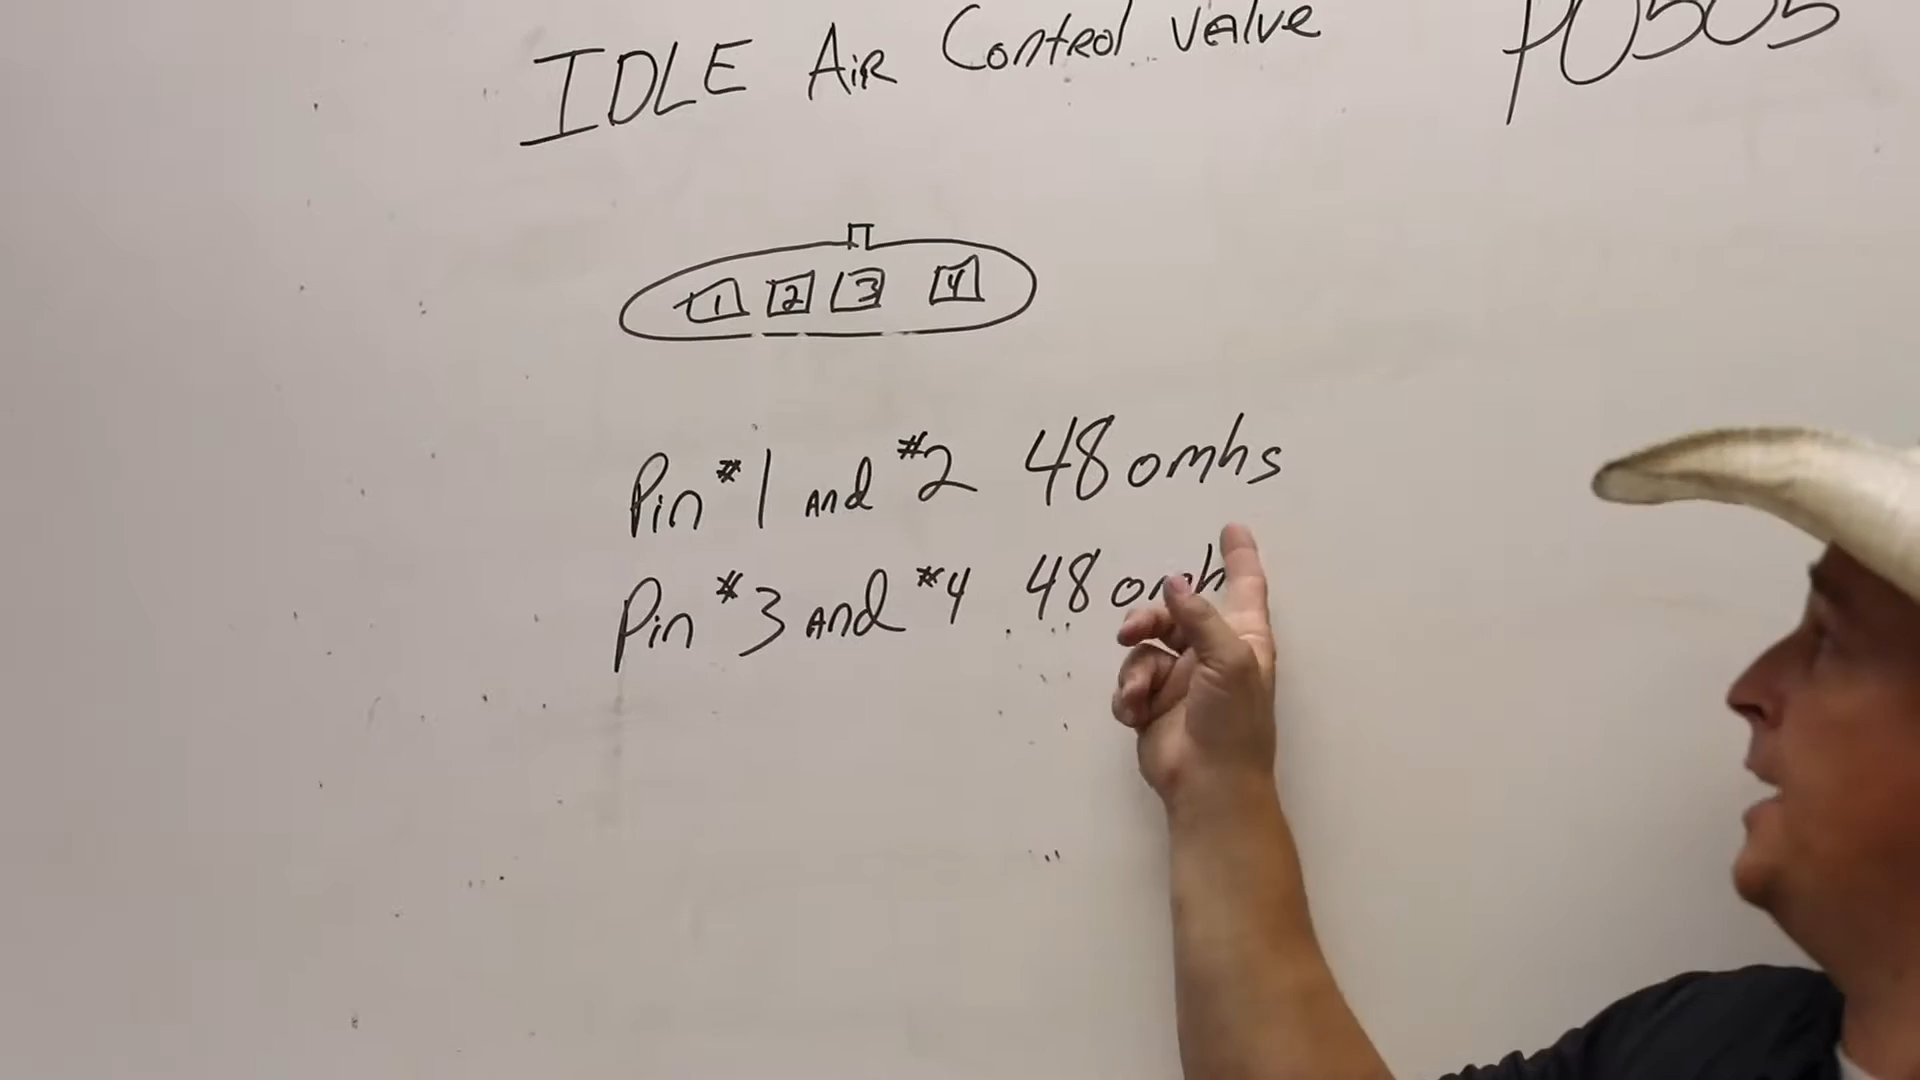 IDLE AiR Control valve
P0505
1 2 3 4
Pin #1 and #2 48 omhs
Pin #3 and #4 48 omh